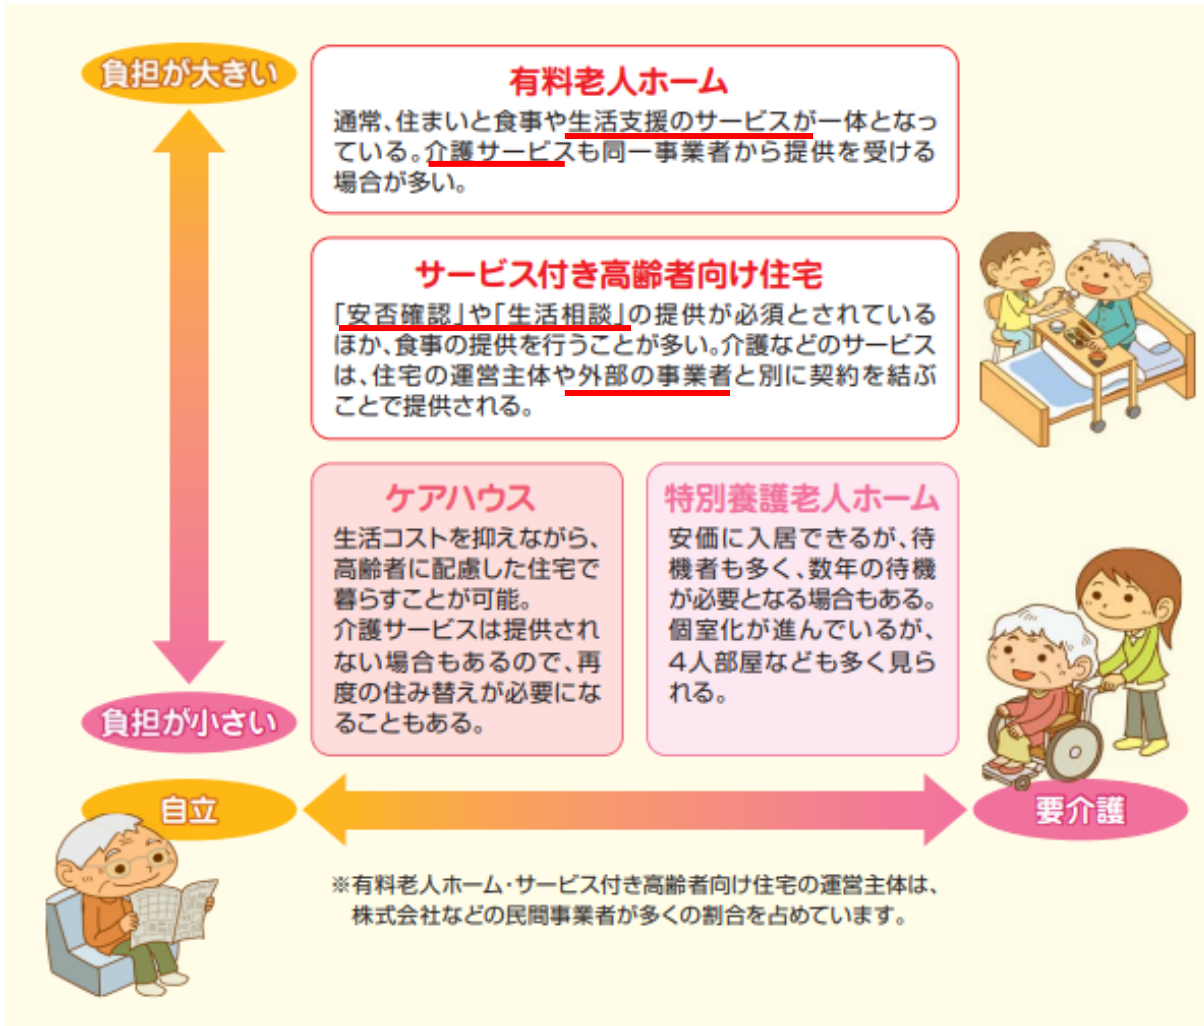 負担が大きい
有料老人ホーム
通常、住まいと食事や生活支援のサービスが一体となっ
ている。介護サービスも同一事業者から提供を受ける
場合が多い。
サービス付き高齢者向け住宅
「安否確認」や「生活相談」の提供が必須とされている
ほか、食事の提供を行うことが多い。介護などのサービス
は、住宅の運営主体や外部の事業者と別に契約を結ぶ
ことで提供される。
ケアハウス
生活コストを抑えながら、
高齢者に配慮した住宅で
暮らすことが可能。
介護サービスは提供され
ない場合もあるので、再
度の住み替えが必要にな
ることもある。
特別養護老人ホーム
安価に入居できるが、待
機者も多く、数年の待機
が必要となる場合もある。
個室化が進んでいるが、
4人部屋なども多く見ら
れる。
負担が小さい
自立
要介護
※有料老人ホーム・サービス付き高齢者向け住宅の運営主体は、
株式会社などの民間事業者が多くの割合を占めています。